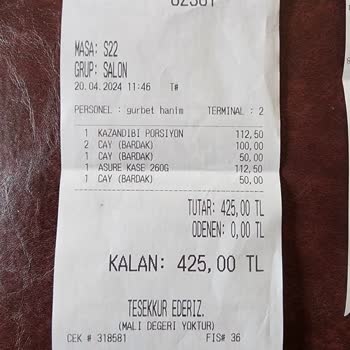 MASA: S22
GRUP: SALON
20.04.2024 11:46 T#
PERSONEL : gurbet hanim TERMINAL : 2
1 KAZANDIBI PORSIYON 112,50
2 CAY (BARDAK) 100,00
1 CAY (BARDAK) 50,00
1 ASURE KASE 260G 112,50
1 CAY (BARDAK) 50,00
TUTAR: 425,00 TL
ODENEN: 0,00 TL
KALAN: 425,00 TL
TESEKKUR EDERIZ.
(MALI DEGERI YOKTUR)
CEK # 318581 FIS# 36